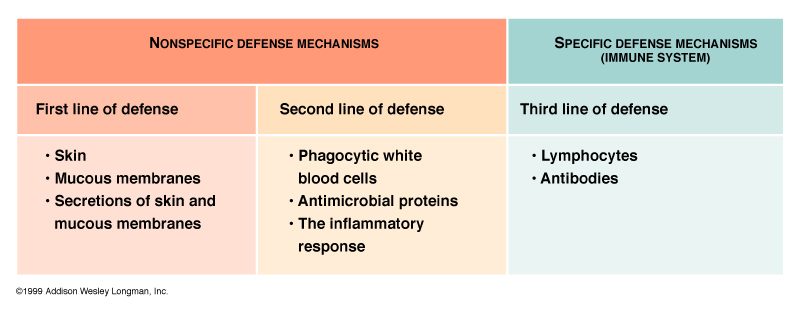 NONSPECIFIC DEFENSE MECHANISMS
SPECIFIC DEFENSE MECHANISMS
(IMMUNE SYSTEM)
First line of defense
Second line of defense
Third line of defense
• Skin
• Mucous membranes
• Secretions of skin and
mucous membranes
• Phagocytic white
blood cells
• Antimicrobial proteins
• The inflammatory
response
• Lymphocytes
• Antibodies
©1999 Addison Wesley Longman, Inc.